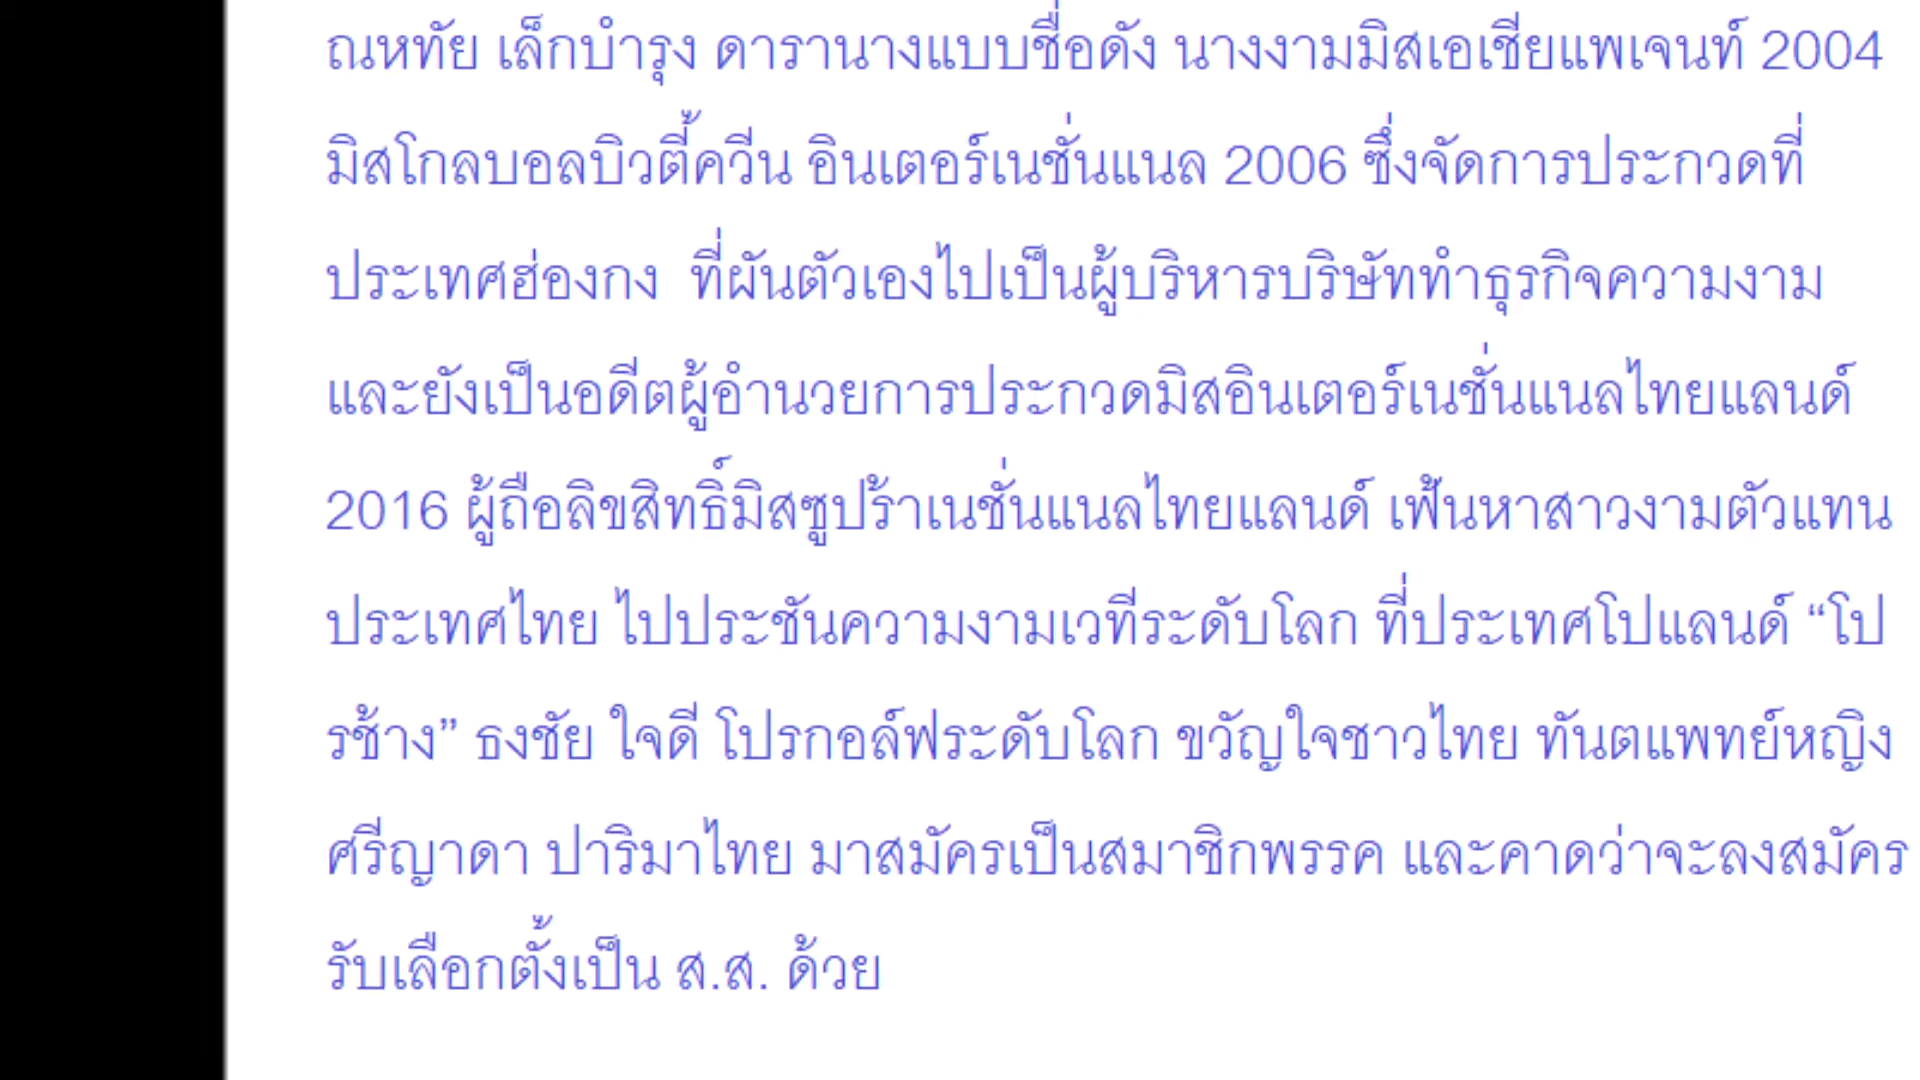 ณหทัย เล็กบำรุง ดารานางแบบชื่อดัง นางงามมิสเอเชียแพเจนท์ 2004
มิสโกลบอลบิวตี้ควีน อินเตอร์เนชั่นแนล 2006 ซึ่งจัดการประกวดที่
ประเทศฮ่องกง  ที่ผันตัวเองไปเป็นผู้บริหารบริษัททำธุรกิจความงาม
และยังเป็นอดีตผู้อำนวยการประกวดมิสอินเตอร์เนชั่นแนลไทยแลนด์
2016 ผู้ถือลิขสิทธิ์มิสซูปร้าเนชั่นแนลไทยแลนด์ เฟ้นหาสาวงามตัวแทน
ประเทศไทย ไปประชันความงามเวทีระดับโลก ที่ประเทศโปแลนด์ “โป
รช้าง” ธงชัย ใจดี โปรกอล์ฟระดับโลก ขวัญใจชาวไทย ทันตแพทย์หญิง
ศรีญาดา ปาริมาไทย มาสมัครเป็นสมาชิกพรรค และคาดว่าจะลงสมัคร
รับเลือกตั้งเป็น ส.ส. ด้วย